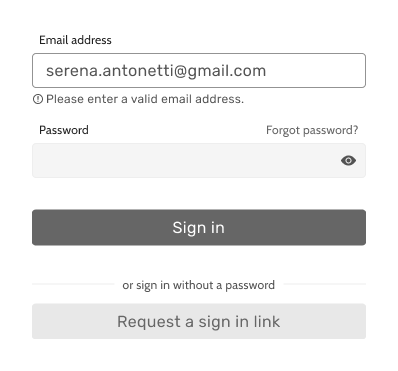 Email address
serena.antonetti@gmail.com
Please enter a valid email address.
Password Forgot password?
Sign in
or sign in without a password
Request a sign in link